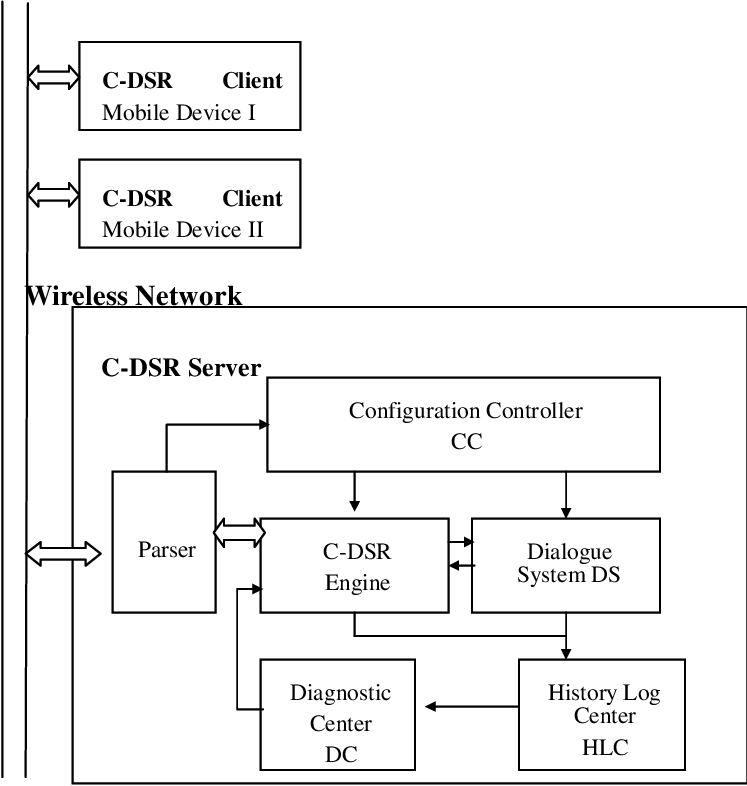 C-DSR Client
Mobile Device I
C-DSR Client
Mobile Device II
Wireless Network
C-DSR Server
Configuration Controller
CC
Parser
C-DSR
Engine
Dialogue
System DS
Diagnostic
Center
DC
History Log
Center
HLC